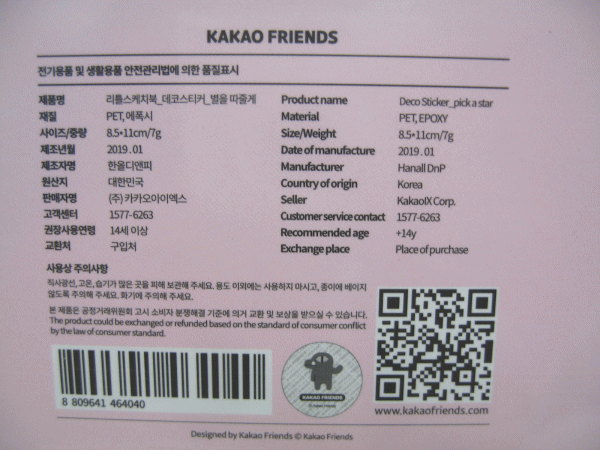 KAKAO FRIENDS
전기용품 및 생활용품 안전관리법에 의한 품질표시
제품명 리틀스케치북_데코스티커_별을 따줄게
재질 PET, 에폭시
사이즈/중량 8.5*11cm/7g
제조년월 2019 . 01
제조자명 한울디앤피
원산지 대한민국
판매자명 (주) 카카오아이엑스
고객센터 1577-6263
권장사용연령 14세 이상
교환처 구입처
Product name Deco Sticker_pick a star
Material PET, EPOXY
Size/Weight 8.5*11cm/7g
Date of manufacture 2019 . 01
Manufacturer Hanall DnP
Country of origin Korea
Seller KakaoIX Corp.
Customer service contact 1577-6263
Recommended age +14y
Exchange place Place of purchase
사용상 주의사항
직사광선, 고온, 습기가 많은 곳을 피해 보관해 주세요. 용도 이외에는 사용하지 마시고, 종이에 베이지
않도록 주의해 주세요. 화기에 주의해 주세요.
본 제품은 공정거래위원회 고시 소비자 분쟁해결 기준에 의거 교환 및 보상을 받으실 수 있습니다.
The product could be exchanged or refunded based on the standard of consumer conflict
by the law of consumer standard.
8 809641 464040
KAKAO FRIENDS
www.kakaofriends.com
Designed by Kakao Friends © Kakao Friends